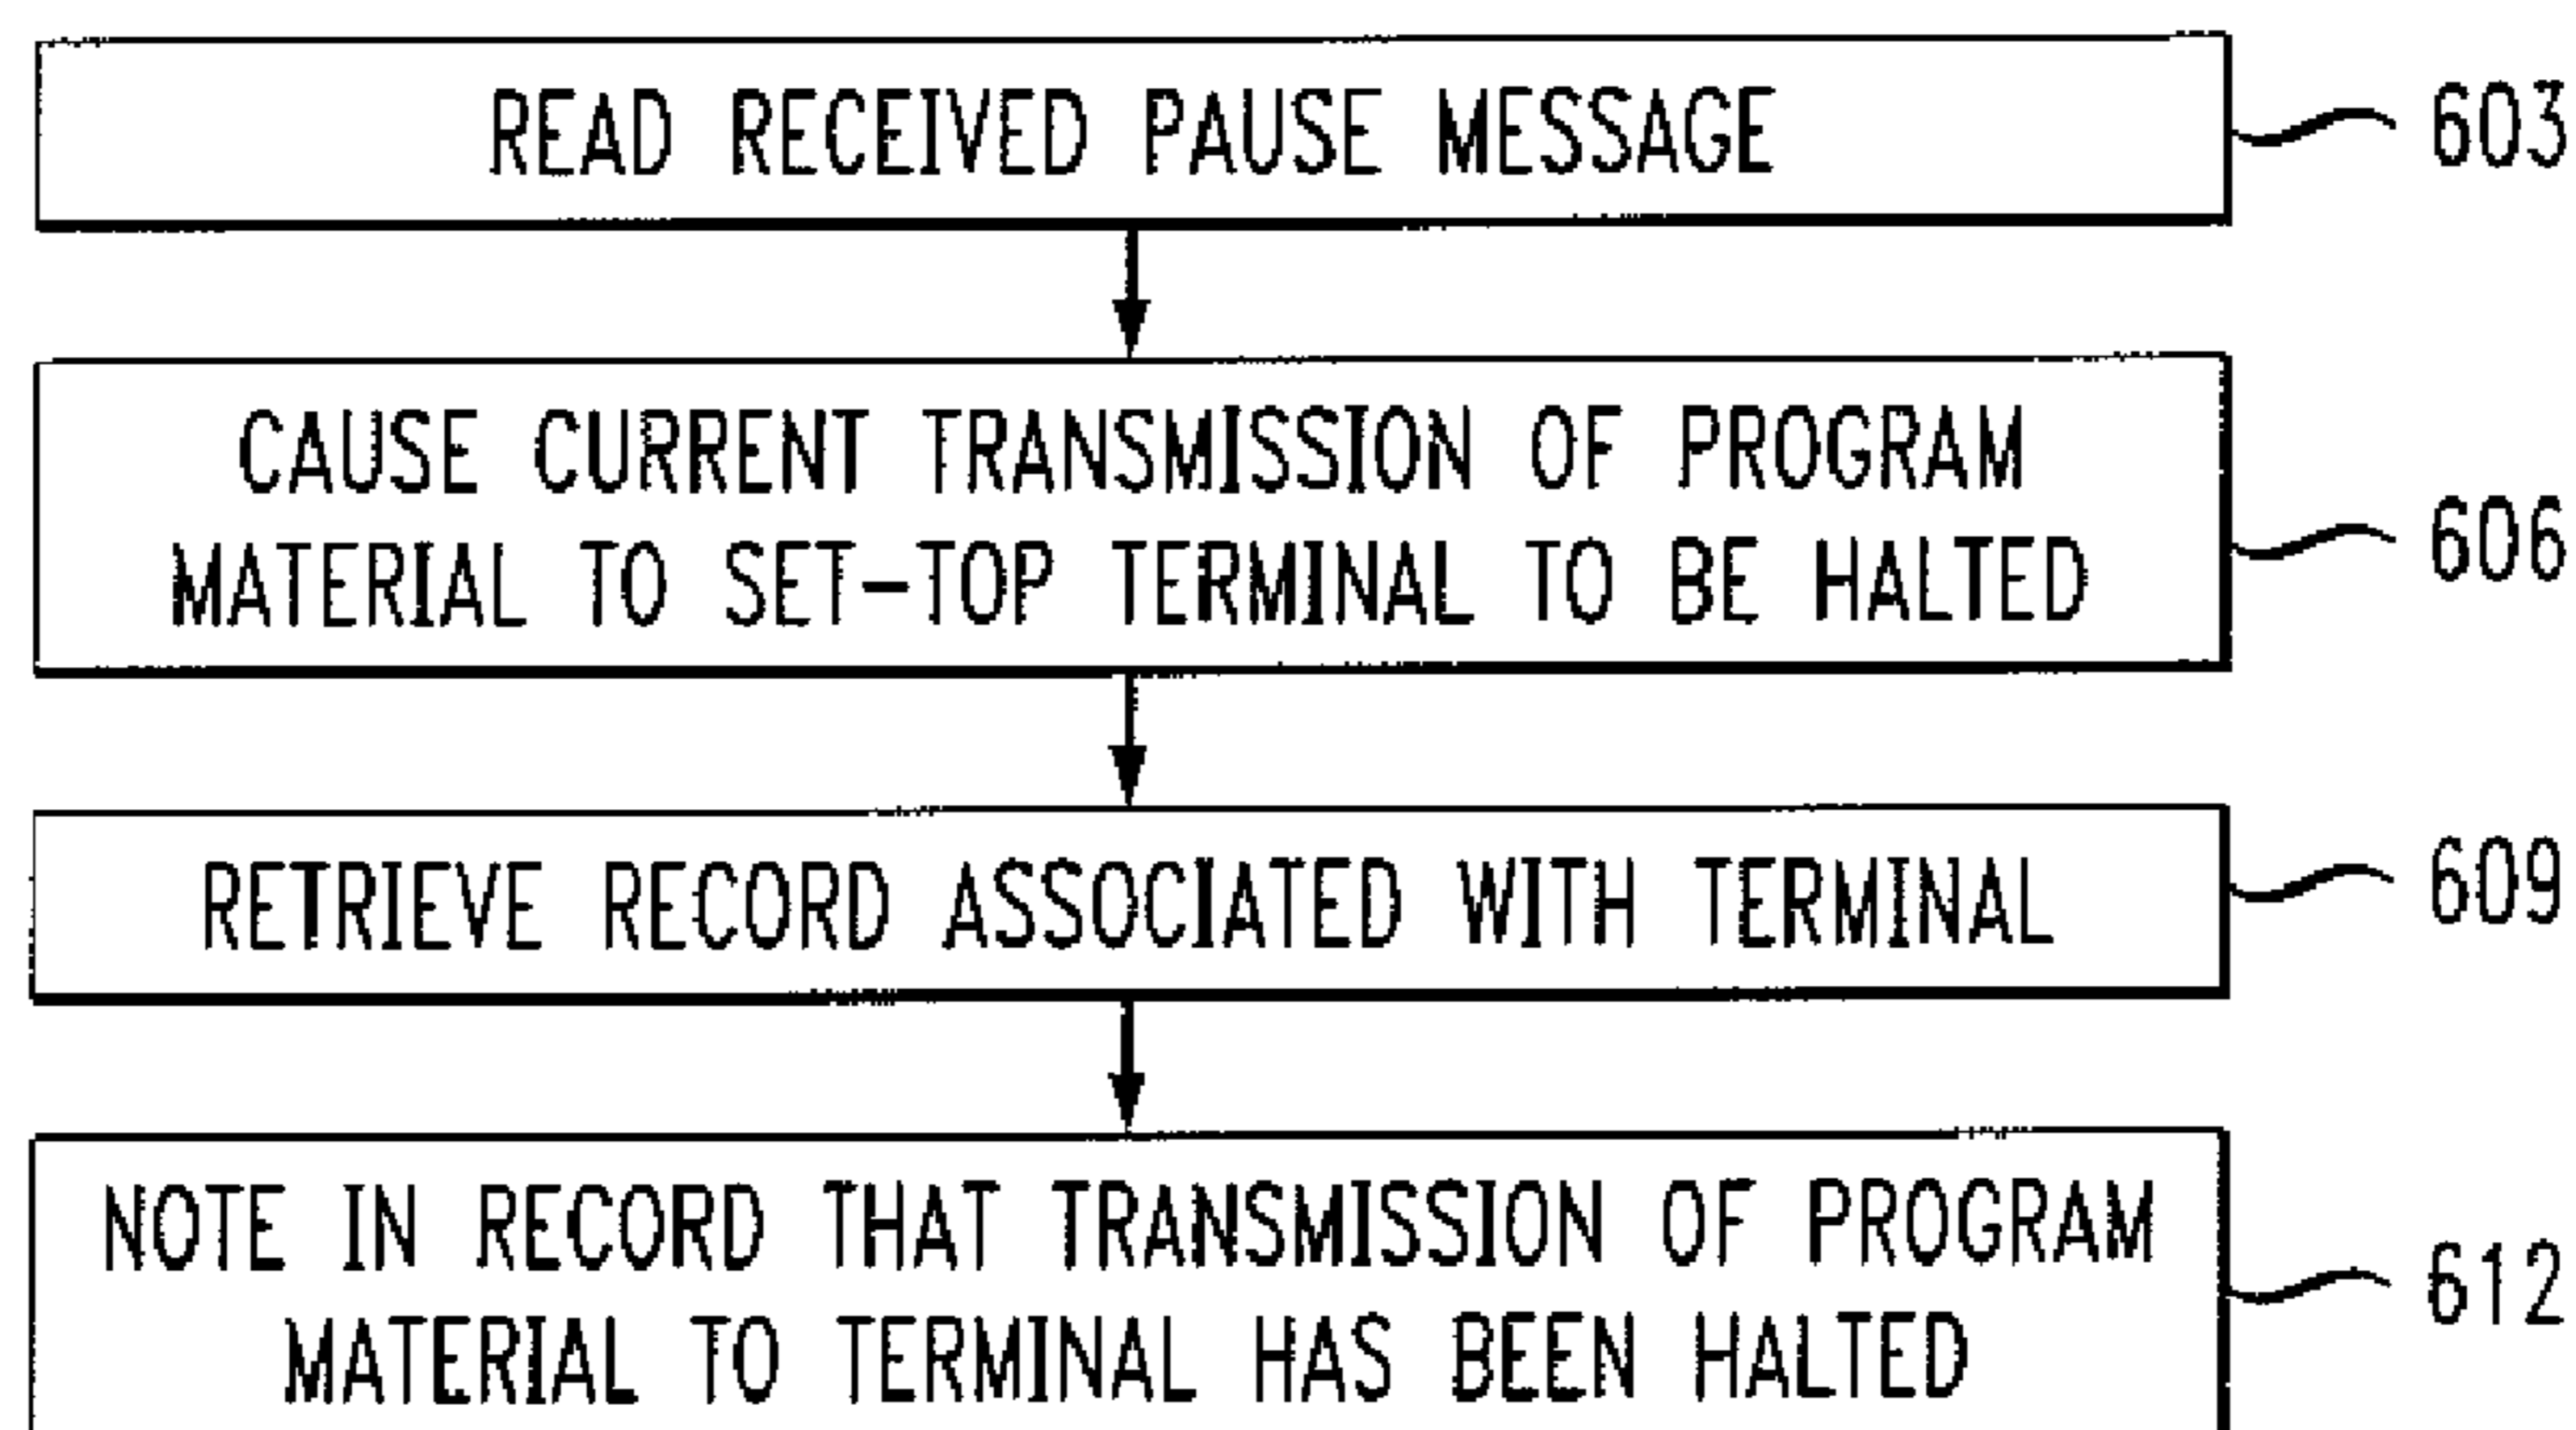 READ RECEIVED PAUSE MESSAGE
603
CAUSE CURRENT TRANSMISSION OF PROGRAM
MATERIAL TO SET-TOP TERMINAL TO BE HALTED
606
RETRIEVE RECORD ASSOCIATED WITH TERMINAL
609
NOTE IN RECORD THAT TRANSMISSION OF PROGRAM
MATERIAL TO TERMINAL HAS BEEN HALTED
612